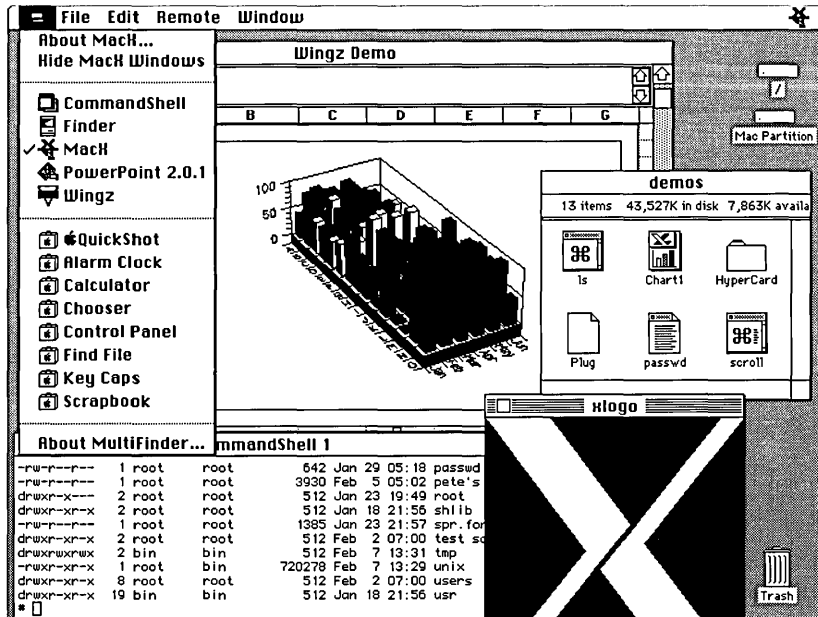 File Edit Remote Window
About MacX...
Hide MacX Windows
CommandShell
Finder
✓ MacX
PowerPoint 2.0.1
Wingz
QuickShot
Alarm Clock
Calculator
Chooser
Control Panel
Find File
Key Caps
Scrapbook
About MultiFinder...
Wingz Demo
B C D E F G
100
50
0
/
Mac Partition
demos
13 items 43,527K in disk 7,863K availa
ls Chart1 HyperCard
Plug passwd scroll
xlogo
mmandShell 1
-rw-r--r-- 1 root root 642 Jan 29 05:18 passwd
-rw-r--r-- 1 root root 3930 Feb 5 05:02 pete's
drwxr-x--- 2 root root 512 Jan 23 19:49 root
drwxr-xr-x 2 root root 512 Jan 18 21:56 shlib
-rw-r--r-- 1 root root 1385 Jan 23 21:57 spr.for
drwxr-xr-x 2 root root 512 Feb 2 07:00 test sc
drwxrwxrwx 2 bin bin 512 Feb 7 13:31 tmp
-rwxr-xr-x 1 root root 720278 Feb 7 13:29 unix
drwxr-xr-x 8 root root 512 Feb 2 07:00 users
drwxr-xr-x 19 bin bin 512 Jan 18 21:56 usr
#
Trash